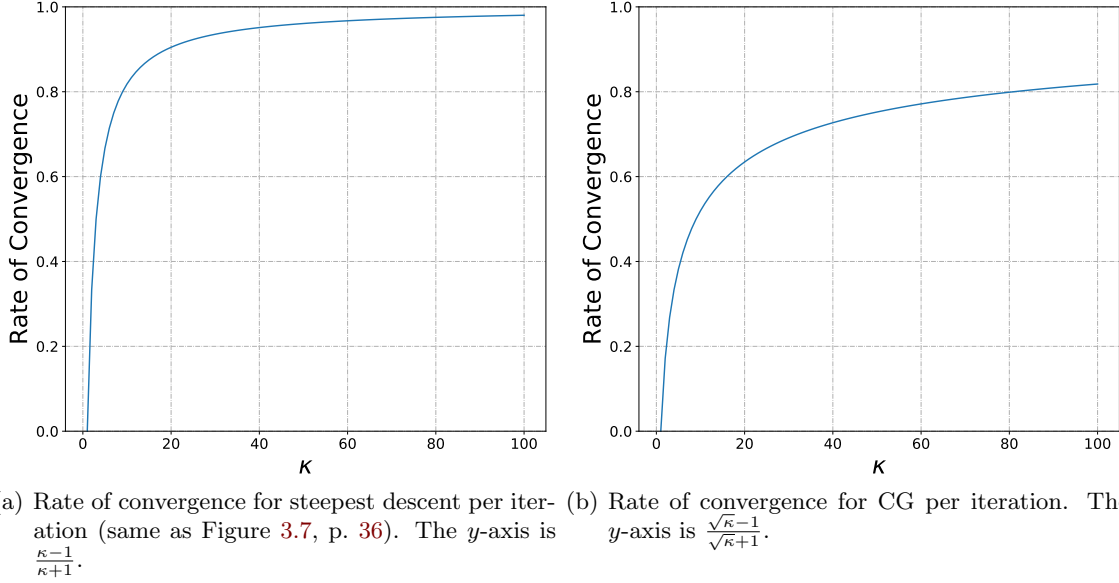 1.0
0.8
0.6
0.4
0.2
0.0
Rate of Convergence
0 20 40 60 80 100
κ
1.0
0.8
0.6
0.4
0.2
0.0
Rate of Convergence
0 20 40 60 80 100
κ
a) Rate of convergence for steepest descent per iter-
ation (same as Figure 3.7, p. 36). The y-axis is
κ−1
κ+1.
(b) Rate of convergence for CG per iteration. Th
y-axis is √κ−1
√κ+1.